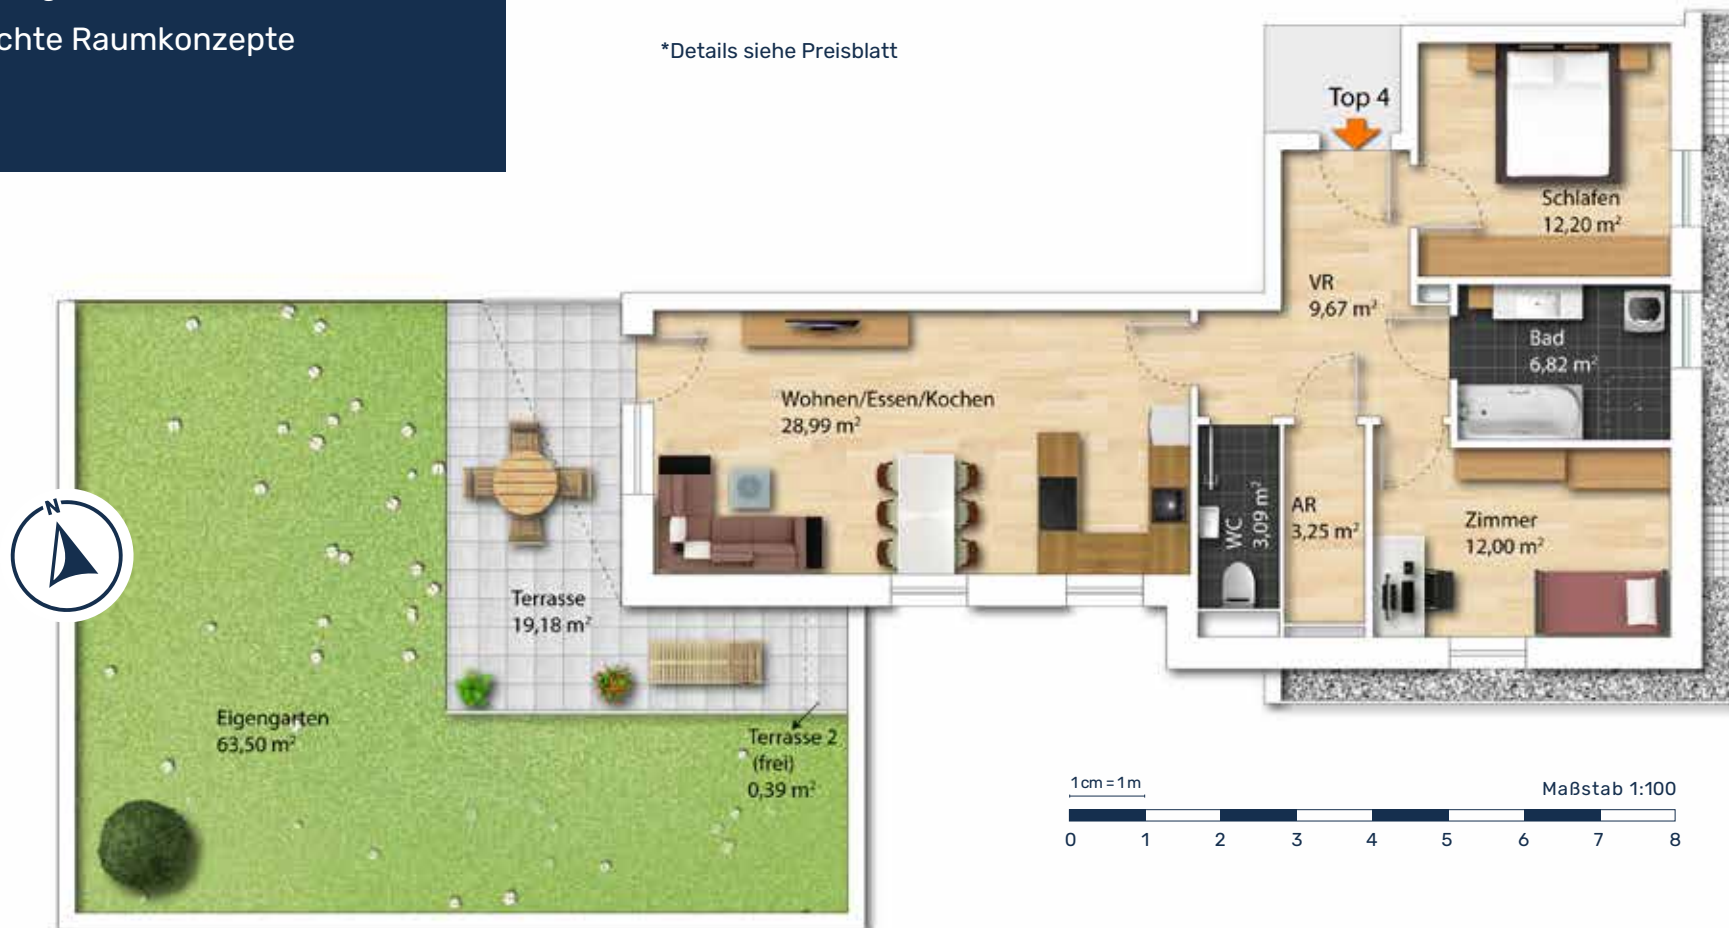 chte Raumkonzepte
*Details siehe Preisblatt
Top 4
Schlafen
12,20 m²
VR
9,67 m²
Bad
6,82 m²
Wohnen/Essen/Kochen
28,99 m²
WC
3,09 m²
AR
3,25 m²
Zimmer
12,00 m²
N
Terrasse
19,18 m²
Eigengarten
63,50 m²
Terrasse 2
(frei)
0,39 m²
1 cm = 1 m
Maßstab 1:100
0 1 2 3 4 5 6 7 8